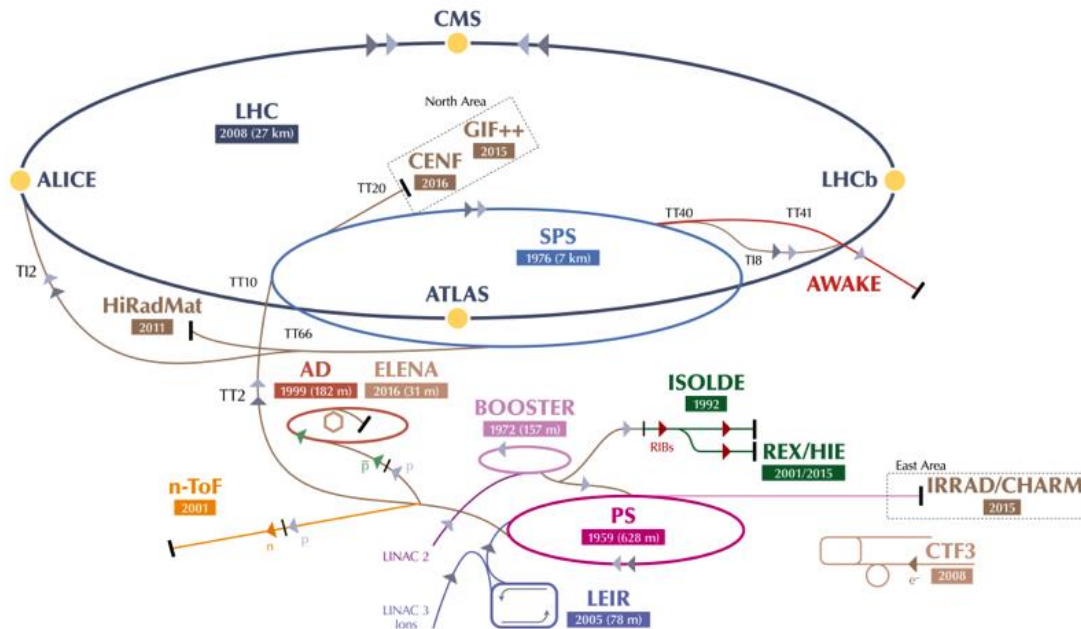 CMS
LHC
2008 (27 km)
North Area
GIF++
2015
CENF
2016
TT20
ALICE
LHCb
TT40
TT41
SPS
1976 (7 km)
TI8
TI2
TT10
AWAKE
HiRadMat
2011
ATLAS
TT66
AD
1999 (182 m)
ELENA
2016 (31 m)
TT2
ISOLDE
1992
BOOSTER
1972 (157 m)
RIBs
REX/HIE
2001/2015
p̅
p
East Area
IRRAD/CHARM
2015
n-ToF
2001
PS
1959 (628 m)
n
p
LINAC 2
CTF3
2008
e⁻
LEIR
2005 (78 m)
LINAC 3
Ions